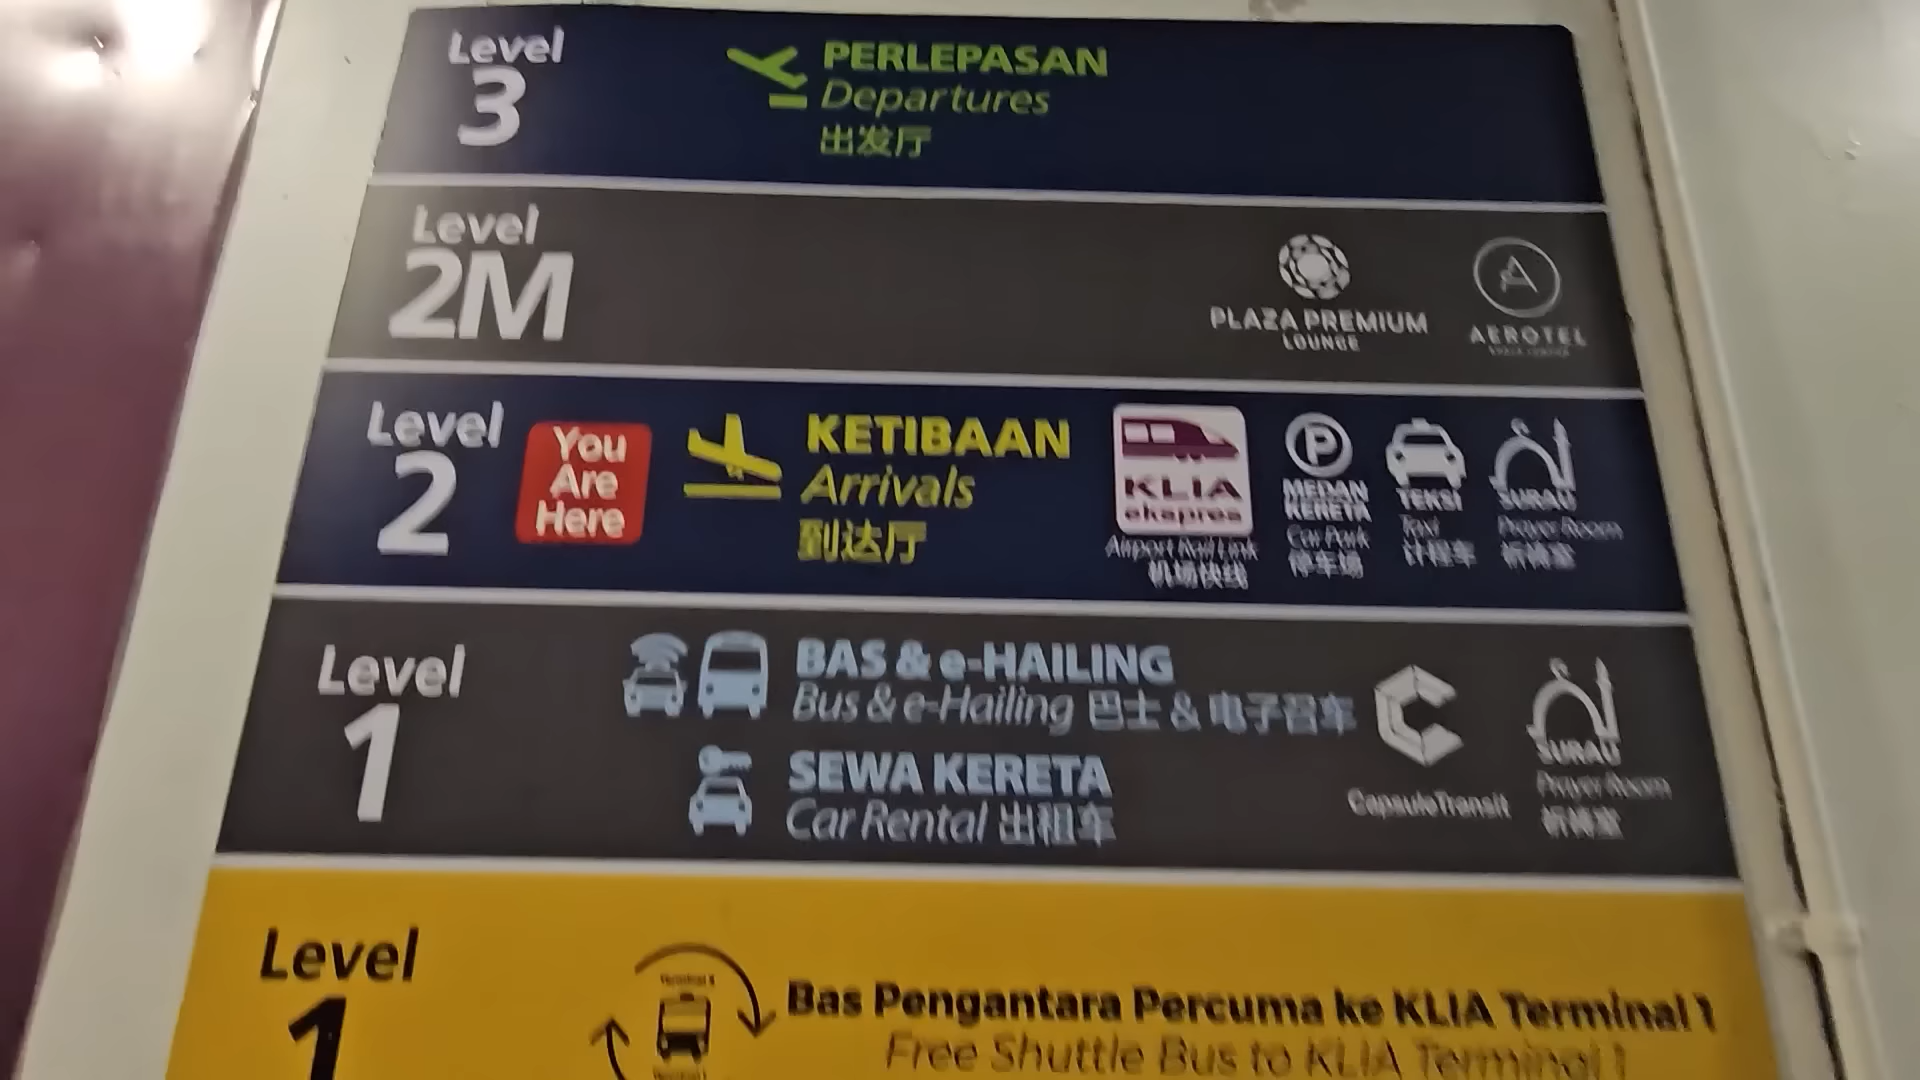 Level
3
PERLEPASAN
Departures
出发厅
Level
2M
PLAZA PREMIUM
LOUNGE
AEROTEL
Level
2
You
Are
Here
KETIBAAN
Arrivals
到达厅
KLIA
ekspres
Airport Rail Link
机场快线
MEDAN
KERETA
Car Park
停车场
TEKSI
Taxi
计程车
SURAU
Prayer Room
祈祷室
Level
1
BAS & e-HAILING
Bus & e-Hailing 巴士 & 电子召车
SEWA KERETA
Car Rental 出租车
CapsuleTransit
SURAU
Prayer Room
祈祷室
Level
1
Bas Pengantara Percuma ke KLIA Terminal 1
Free Shuttle Bus to KLIA Terminal 1